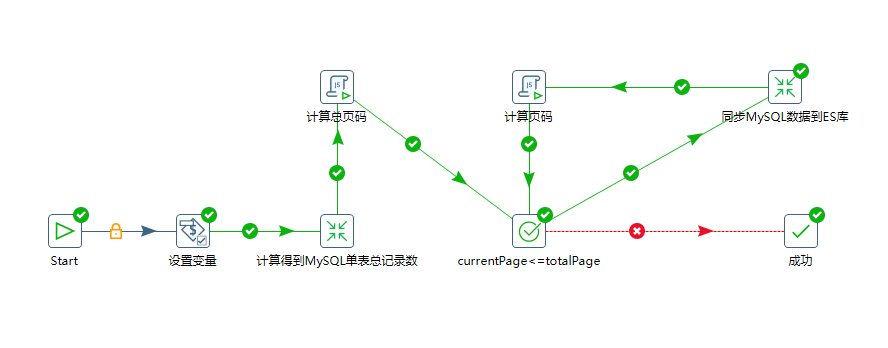 计算总页码
计算页码
同步MySQL数据到ES库
Start
设置变量
计算得到MySQL单表总记录数
currentPage<=totalPage
成功